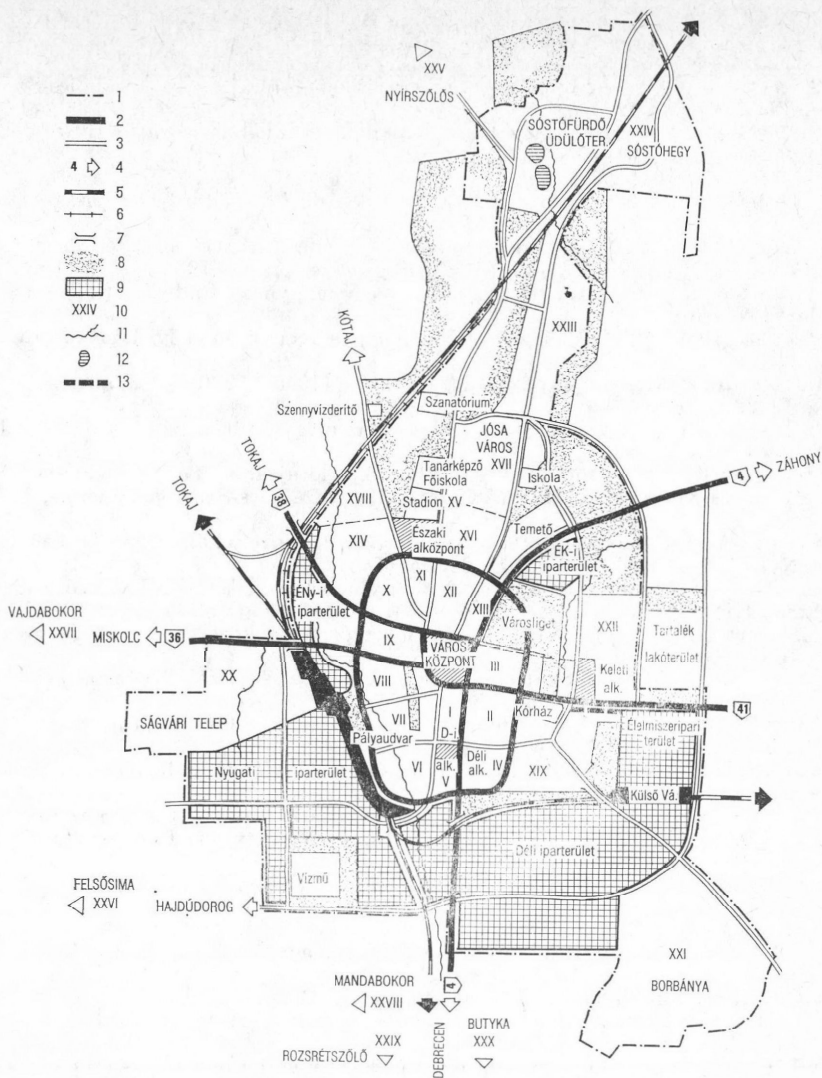 1
2
3
4 4
5
6
7
8
9
XXIV 10
11
12
13
XXV
NYÍRSZŐLŐS
SÓSTÓFÜRDŐ
ÜDÜLŐTER.
XXIV
SÓSTÓHEGY
XXIII
KÓTAJ
Szennyvízderítő
Szanatórium
JÓSA
VÁROS
XVII
Tanárképző
Főiskola
Iskola
Stadion XV
TOKAJ
38
TOKAJ
XVIII
XIV
Északi
alközpont
XVI
Temető
ÉK-i
iparterület
4
ZÁHONY
ÉNy-i
iparterület
X
XI
XII
XIII
Városliget
XXII
Tartalék
lakóterület
VAJDABOKOR
XXVII
MISKOLC
36
IX
VÁROS
KÖZPONT
III
Keleti
alk.
XX
SÁGVÁRI TELEP
VIII
VII
I
II
Kórház
41
Élelmiszeripari
terület
Pályaudvar
D-i
alk.
V
VI
Déli
alk.
IV
XIX
Nyugati
iparterület
Külső Vá.
Déli iparterület
Vízmű
FELSŐSIMA
XXVI
HAJDÚDOROG
XXI
BORBÁNYA
MANDABOKOR
XXVIII
4
DEBRECEN
BUTYKA
XXX
XXIX
ROZSRÉTSZŐLŐ